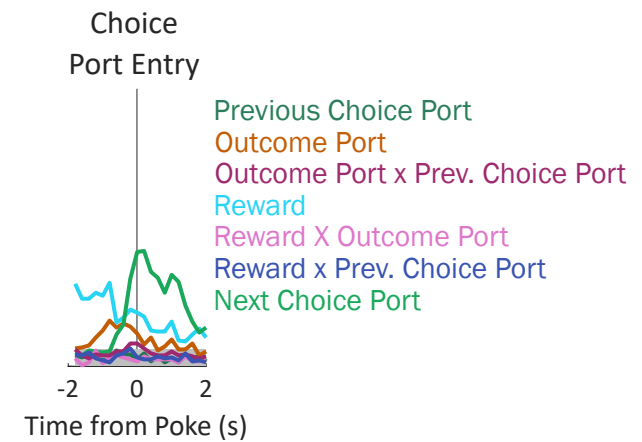 Choice
Port Entry
Previous Choice Port
Outcome Port
Outcome Port x Prev. Choice Port
Reward
Reward X Outcome Port
Reward x Prev. Choice Port
Next Choice Port
-2 0 2
Time from Poke (s)